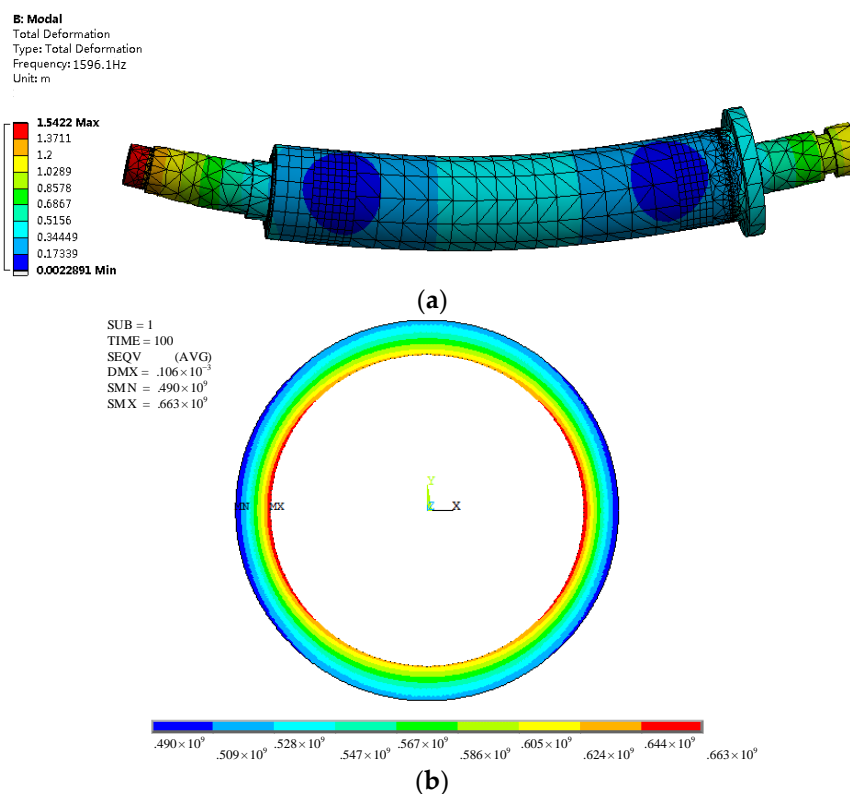 B: Modal
Total Deformation
Type: Total Deformation
Frequency: 1596.1Hz
Unit: m
1.5422 Max
1.3711
1.2
1.0289
0.8578
0.6867
0.5156
0.34449
0.17339
0.0022891 Min
(a)
SUB = 1
TIME = 100
SEQV (AVG)
DMX = .106×10⁻³
SMN = .490×10⁹
SMX = .663×10⁹
Y
MN MX Z X
.490×10⁹ .528×10⁹ .567×10⁹ .605×10⁹ .644×10⁹
.509×10⁹ .547×10⁹ .586×10⁹ .624×10⁹ .663×10⁹
(b)